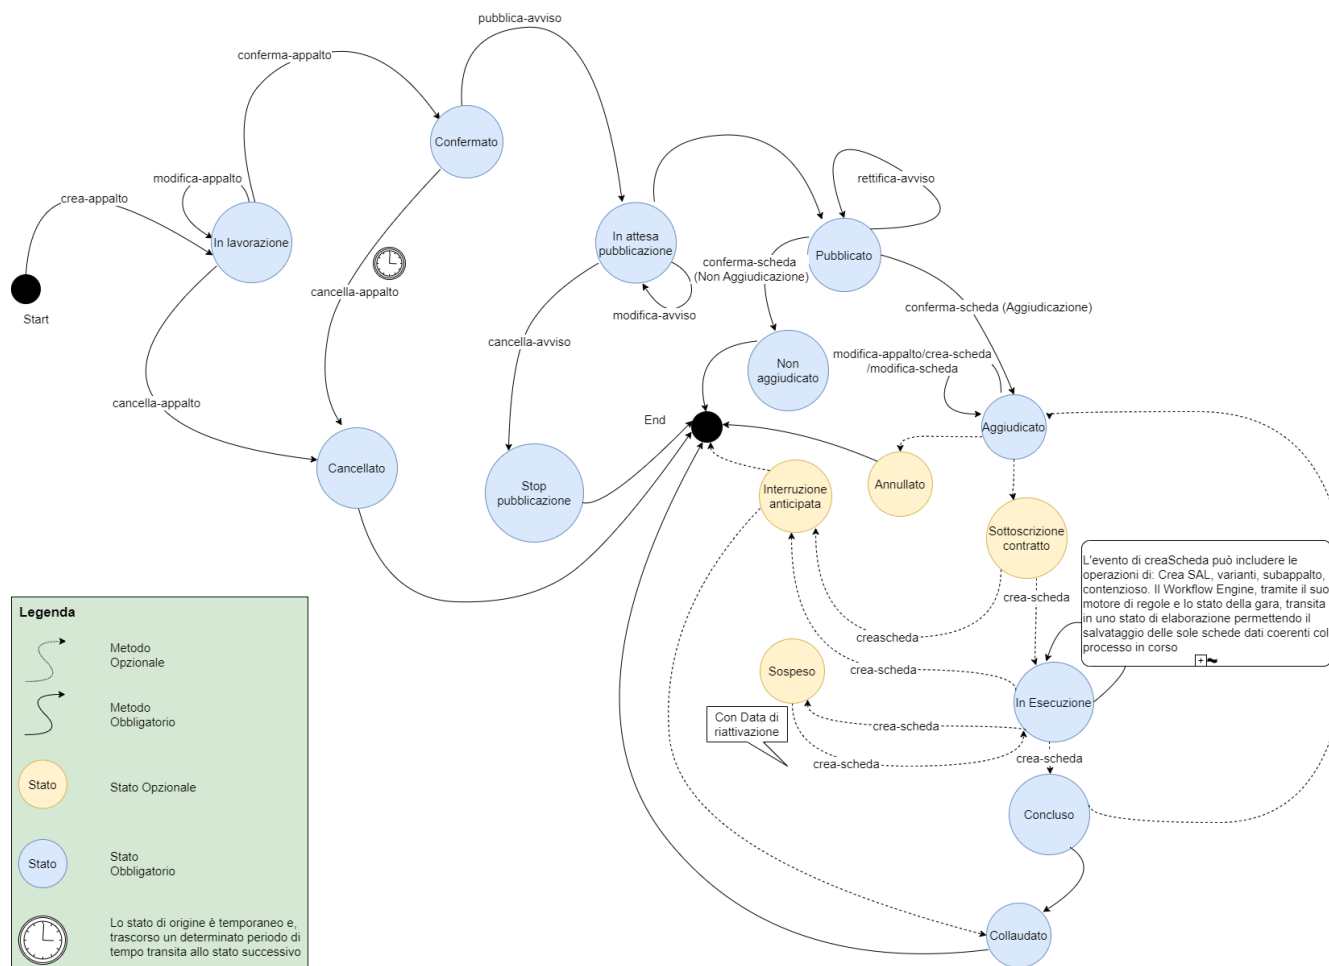 pubblica-avviso
conferma-appalto
Confermato
modifica-appalto
rettifica-avviso
crea-appalto
In lavorazione
In attesa
pubblicazione
Pubblicato
conferma-scheda
(Non Aggiudicazione)
cancella-appalto
Start
modifica-avviso
conferma-scheda (Aggiudicazione)
cancella-avviso
Non
aggiudicato
modifica-appalto/crea-scheda
/modifica-scheda
cancella-appalto
End
Aggiudicato
Cancellato
Stop
pubblicazione
Interruzione
anticipata
Annullato
Sottoscrizione
contratto
L'evento di creaScheda può includere le
operazioni di: Crea SAL, varianti, subappalto,
contenzioso. Il Workflow Engine, tramite il suo
motore di regole e lo stato della gara, transita
in uno stato di elaborazione permettendo il
salvataggio delle sole schede dati coerenti col
processo in corso
crea-scheda
creascheda
crea-scheda
Sospeso
In Esecuzione
Con Data di
riattivazione
crea-scheda
crea-scheda
crea-scheda
Concluso
Collaudato
Legenda
Metodo
Opzionale
Metodo
Obbligatorio
Stato
Stato Opzionale
Stato
Stato
Obbligatorio
Lo stato di origine è temporaneo e,
trascorso un determinato periodo di
tempo transita allo stato successivo